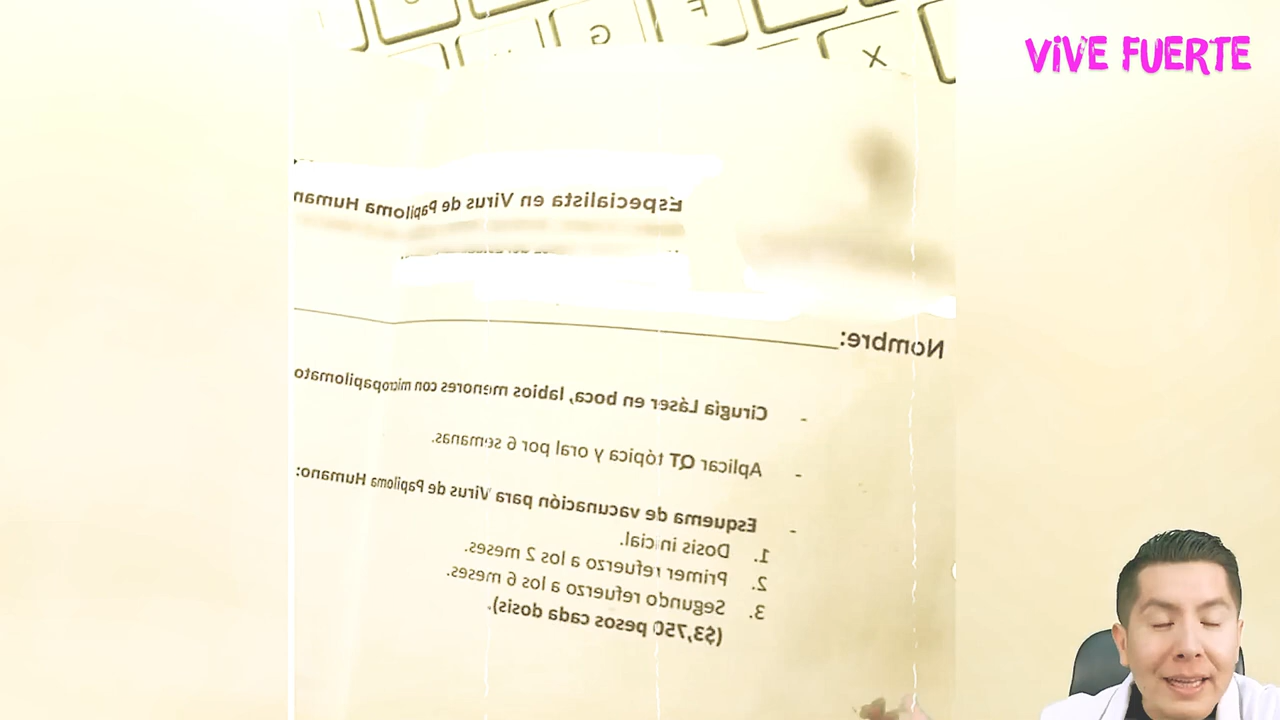 VIVE FUERTE
Especialista en Virus de Papiloma Human
Nombre:
- Cirugía Láser en boca, labios menores con micropapilomato
- Aplicar QT tópica y oral por 6 semanas.
- Esquema de vacunación para Virus de Papiloma Humano:
1. Dosis inicial.
2. Primer refuerzo a los 2 meses.
3. Segundo refuerzo a los 6 meses.
($3,750 pesos cada dosis).
G
F
X